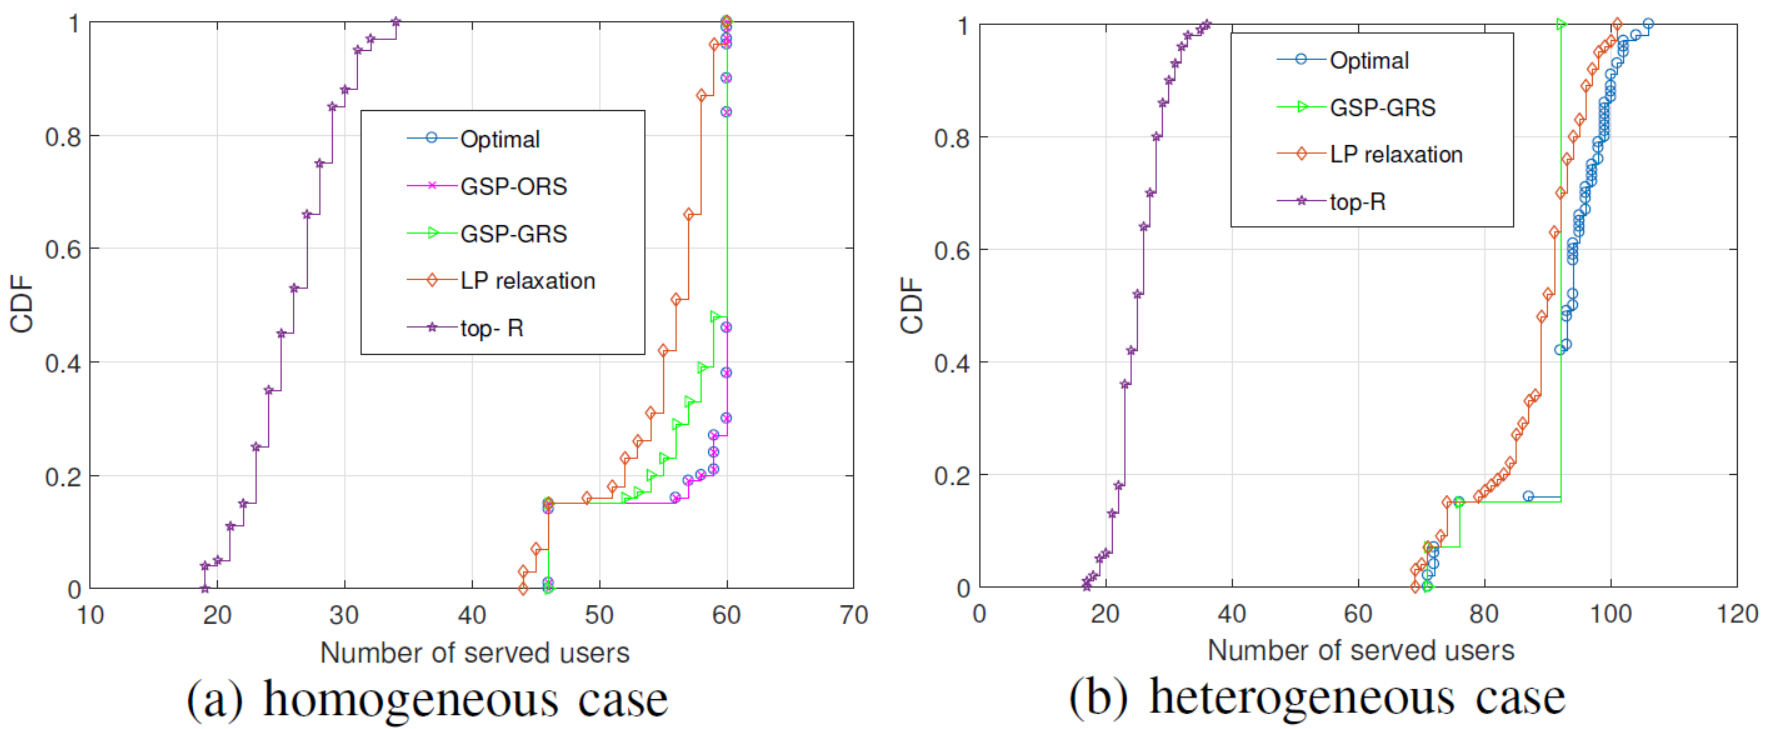 1
0.8
0.6
0.4
0.2
0
CDF
Optimal
GSP-ORS
GSP-GRS
LP relaxation
top- R
10 20 30 40 50 60 70
Number of served users
(a) homogeneous case
1
0.8
0.6
0.4
0.2
0
CDF
Optimal
GSP-GRS
LP relaxation
top-R
0 20 40 60 80 100 120
Number of served users
(b) heterogeneous case